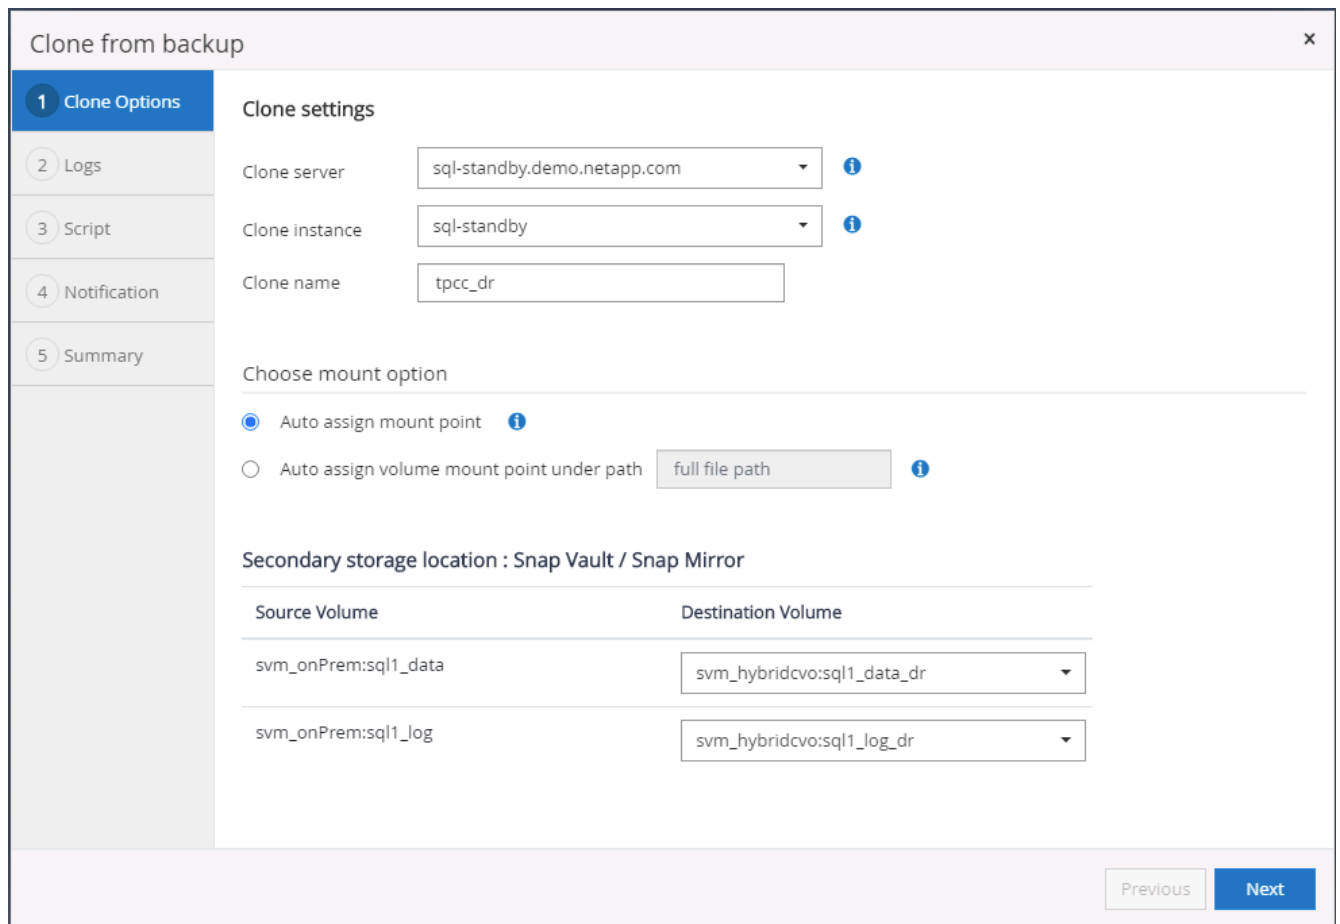 Clone from backup
×
1 Clone Options
2 Logs
3 Script
4 Notification
5 Summary
Clone settings
Clone server sql-standby.demo.netapp.com
Clone instance sql-standby
Clone name tpcc_dr
Choose mount option
Auto assign mount point
Auto assign volume mount point under path full file path
Secondary storage location : Snap Vault / Snap Mirror
Source Volume Destination Volume
svm_onPrem:sql1_data svm_hybridcvo:sql1_data_dr
svm_onPrem:sql1_log svm_hybridcvo:sql1_log_dr
Previous Next